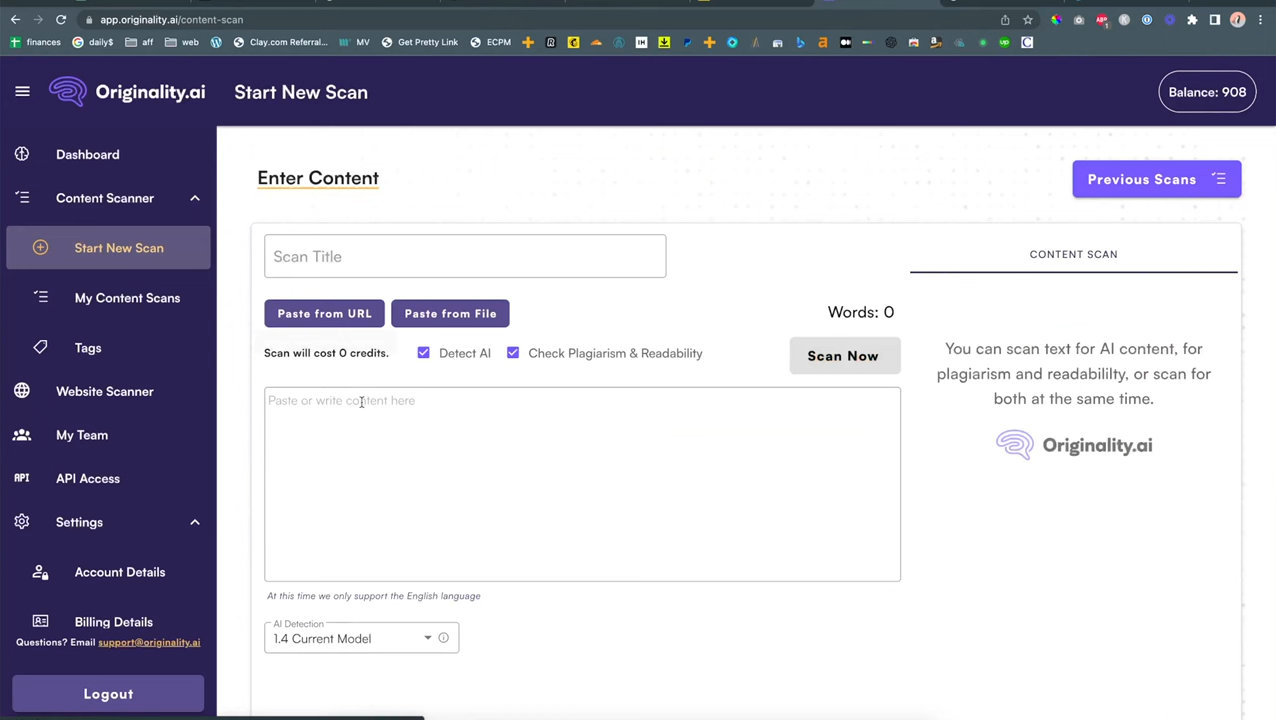 app.originality.ai/content-scan
finances
daily$
aff
web
Clay.com Referral...
MV
Get Pretty Link
ECPM
Originality.ai
Start New Scan
Balance: 908
Dashboard
Content Scanner
Start New Scan
My Content Scans
Tags
Website Scanner
My Team
API
API Access
Settings
Account Details
Billing Details
Questions? Email support@originality.ai
Logout
Enter Content
Previous Scans
Scan Title
Paste from URL
Paste from File
Words: 0
Scan will cost 0 credits.
Detect AI
Check Plagiarism & Readability
Scan Now
Paste or write content here
At this time we only support the English language
AI Detection
1.4 Current Model
CONTENT SCAN
You can scan text for AI content, for
plagiarism and readabililty, or scan for
both at the same time.
Originality.ai